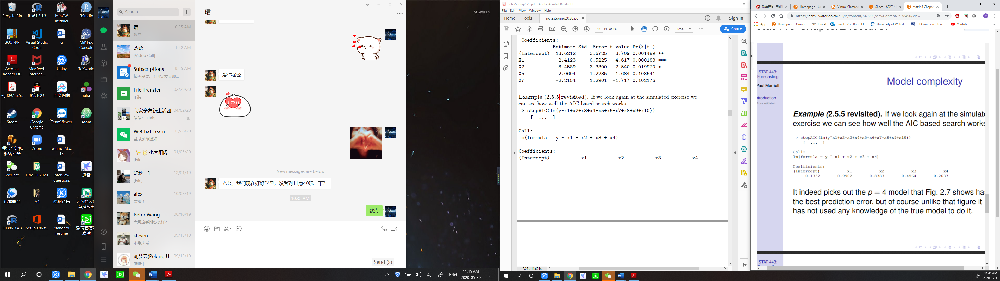 Recycle Bin
R x64 3.4.3
MinGW Installer
RStudio
360压缩
Visual Studio Code
q
MiKTeX Console
Acrobat Reader DC
McAfee® Internet ...
Uplay
TeXworks
eg3097_tx5...
腾讯QQ
百度网盘
julia
Steam
Google Chrome
TeamViewer
Atom
狸窝全能视频转换器
Zoom
resume_Ma... 15
WeChat
FRM P1 2020
interview questions
迅雷
迅雷影音
A4
酷狗音乐
R i386 3.4.3
Setup.X86.z...
standard resume
Search
珺
10:35 AM
欧克
晗晗
11:42 AM
[Video Call]
Subscriptions
9:55 AM
精英品读: 美国突发大规...
File Transfer
02/29/20
[File]
高家亲友新生活团
04/02/20
晗晗: [Link]
WeChat Team
02/26/20
登录操作通知
小太阳闪...
01/05/20
[File]
知秋一叶
12/01/19
[File]
alex
10/08/19
太难了
Peter Wang
08/10/19
大哥这学期怎么样?
steven
09/13/19
不急大哥
刘梦云(Peking U...
09/13/19
[谢谢]
珺
爱你老公
I U
New messages are below
老公，我们现在好好学习，然后到11点40玩一下?
10:35 AM
欧克
Send (S)
SUWALLS
ENG
11:45 AM
2020-05-30
notesSpring2020.pdf - Adobe Acrobat Reader DC
File Edit View Window Help
Home Tools notesSpring2020.pdf × Sign In
43 (49 of 150) 125% Share
Coefficients:
Estimate Std. Error t value Pr(>|t|)
(Intercept) 13.6212 3.6725 3.709 0.001489 **
X1 2.4123 0.5225 4.617 0.000188 ***
X2 8.4589 3.3300 2.540 0.019970 *
X5 2.0604 1.2235 1.684 0.108541
X7 -2.2154 1.2901 -1.717 0.102176
Example (2.5.5 revisited). If we look again at the simulated exercise we
can see how well the AIC based search works.
> stepAIC(lm(y~x1+x2+x3+x4+x5+x6+x7+x8+x9+x10))
[ ... ]
Call:
lm(formula = y ~ x1 + x2 + x3 + x4)
Coefficients:
(Intercept) x1 x2 x3 x4
8.27 x 11.69 in
欧美电影_电影
Homepage - U
Virtual Classroo
Slides - STAT 4
stat443 Chapte
https://learn.uwaterloo.ca/d2l/le/content/540208/viewContent/2978490/View
Apps
Homepage - Univer...
Quest
Email - Zhe Rao - O...
University of Waterl...
31 Common Intervi...
Youtube
STAT 443:
Forecasting
Paul Marriott
ntroduction
Cross validation
Model complexity
Example (2.5.5 revisited). If we look again at the simulate
exercise we can see how well the AIC based search works
> stepAIC(lm(y~x1+x2+x3+x4+x5+x6+x7+x8+x9+x10))
[ ... ]
Call:
lm(formula = y ~ x1 + x2 + x3 + x4)
Coefficients:
(Intercept) x1 x2 x3 x4
0.1332 0.9902 0.8383 0.4564 0.2637
It indeed picks out the p = 4 model that Fig. 2.7 shows ha
the best prediction error, but of course unlike that figure it
has not used any knowledge of the true model to do it.
STAT 443:
11:45 AM
2020-05-30